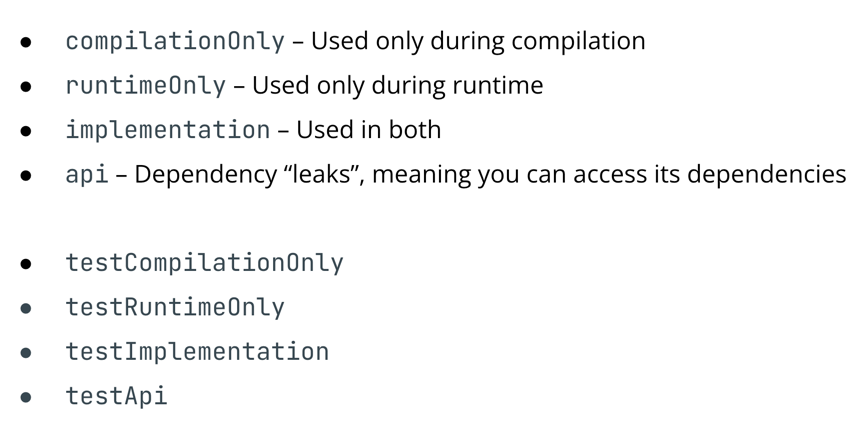 ● compilationOnly – Used only during compilation
● runtimeOnly – Used only during runtime
● implementation – Used in both
● api – Dependency “leaks”, meaning you can access its dependencies
● testCompilationOnly
● testRuntimeOnly
● testImplementation
● testApi